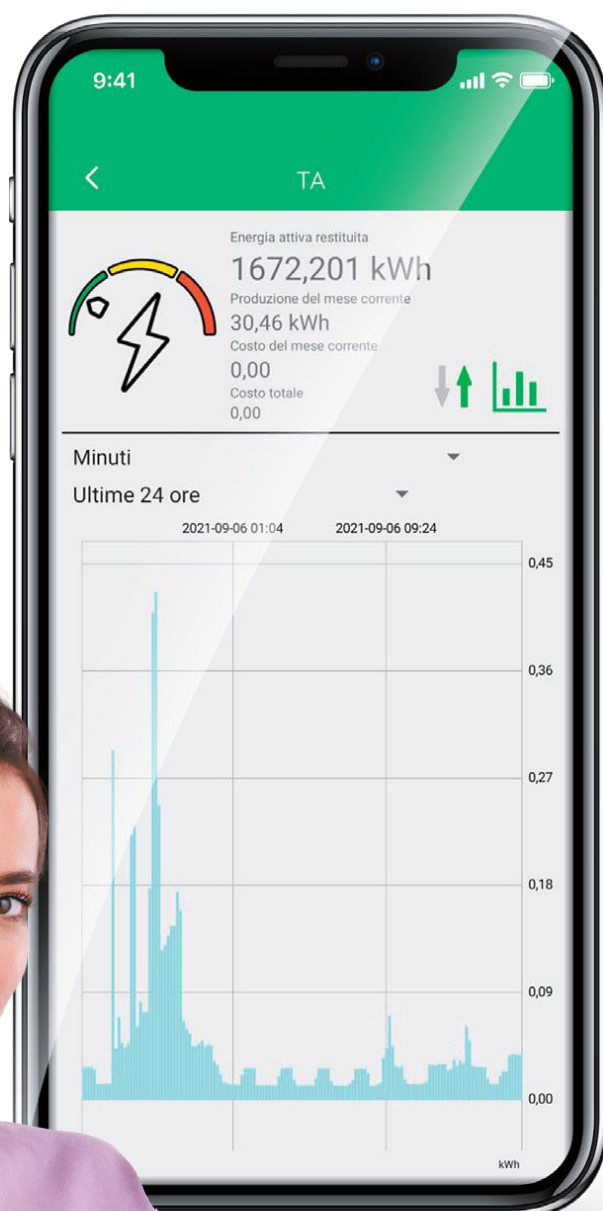 9:41
TA
Energia attiva restituita
1672,201 kWh
Produzione del mese corrente
30,46 kWh
Costo del mese corrente
0,00
Costo totale
0,00
Minuti
Ultime 24 ore
2021-09-06 01:04 2021-09-06 09:24
0,45
0,36
0,27
0,18
0,09
0,00
kWh